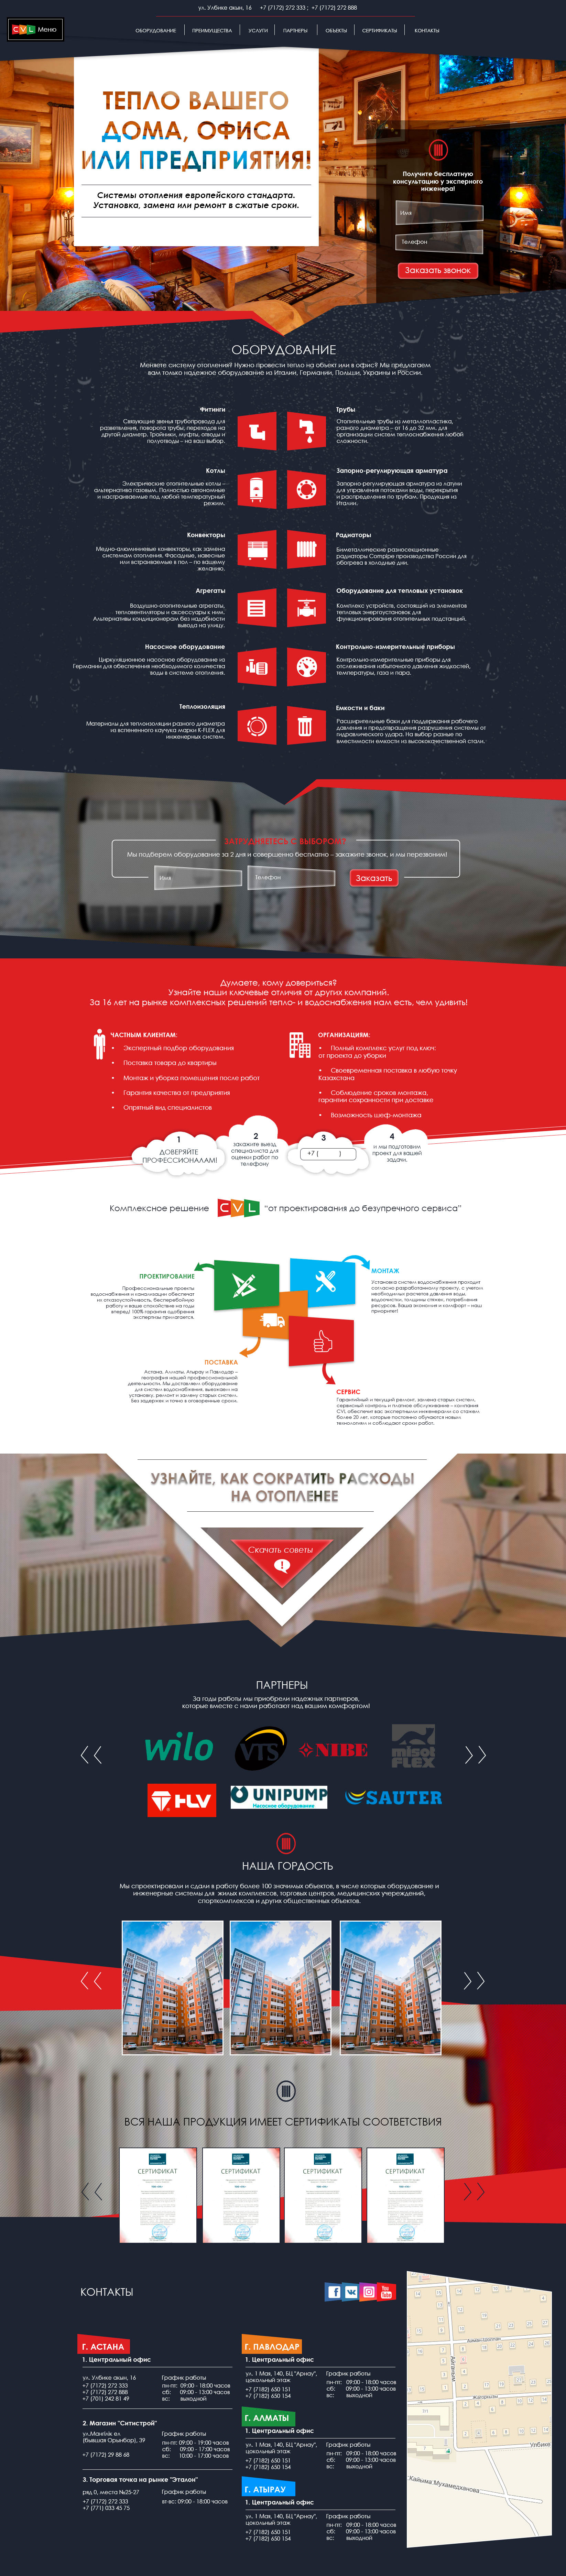 ул. Улбике акын, 16 +7 (7172) 272 333 ; +7 (7172) 272 888
CVL Меню
ОБОРУДОВАНИЕ ПРЕИМУЩЕСТВА УСЛУГИ ПАРТНЕРЫ ОБЪЕКТЫ СЕРТИФИКАТЫ КОНТАКТЫ
ТЕПЛО ВАШЕГО
ДОМА, ОФИСА
ИЛИ ПРЕДПРИЯТИЯ!
Системы отопления европейского стандарта.
Установка, замена или ремонт в сжатые сроки.
Получите бесплатную
консультацию у эксперного
инженера!
Имя
Телефон
Заказать звонок
ОБОРУДОВАНИЕ
Меняете систему отопления? Нужно провести тепло на объект или в офис? Мы предлагаем
вам только надежное оборудование из Италии, Германии, Польши, Украины и России.
Фитинги
Связующие звенья трубопровода для
разветвления, поворота трубы, переходов на
другой диаметр. Тройники, муфты, отводы и
полуотводы – на ваш выбор.
Трубы
Отопительные трубы из металлопластика,
разного диаметра – от 16 до 32 мм, для
организации систем теплоснабжения любой
сложности.
Котлы
Электрические отопительные котлы –
альтернатива газовым. Полностью автономные
и настраиваемые под любой температурный
режим.
Запорно-регулирующая арматура
Запорно-регулирующая арматура из латуни
для управления потоками воды, перекрытия
и распределения по трубам. Продукция из
Италии.
Конвекторы
Медно-алюминиевые конвекторы, как замена
системам отопления. Фасадные, навесные
или встраиваемые в пол – по вашему
желанию.
Радиаторы
Биметаллические разносекционные
радиаторы Compipe производства России для
обогрева в холодные дни.
Агрегаты
Воздушно-отопительные агрегаты,
тепловентиляторы и аксессуары к ним.
Альтернативы кондиционерам без надобности
вывода на улицу.
Оборудование для тепловых установок
Комплекс устройств, состоящий из элементов
тепловых энергоустановок для
функционирования отопительных подстанций.
Насосное оборудование
Циркуляционное насосное оборудование из
Германии для обеспечения необходимого количества
воды в системе отопления.
Контрольно-измерительные приборы
Контрольно-измерительные приборы для
отслеживания избыточного давления жидкостей,
температуры, газа и пара.
Теплоизоляция
Материалы для теплоизоляции разного диаметра
из вспененного каучука марки K-FLEX для
инженерных систем.
Емкости и баки
Расширительные баки для поддержания рабочего
давления и предотвращения разрушения системы от
гидравлического удара. На выбор разные по
вместимости емкости из высококачественной стали.
ЗАТРУДНЯЕТЕСЬ С ВЫБОРОМ?
Мы подберем оборудование за 2 дня и совершенно бесплатно – закажите звонок, и мы перезвоним!
Имя
Телефон
Заказать
Думаете, кому довериться?
Узнайте наши ключевые отличия от других компаний.
За 16 лет на рынке комплексных решений тепло- и водоснабжения нам есть, чем удивить!
ЧАСТНЫМ КЛИЕНТАМ:
• Экспертный подбор оборудования
• Поставка товара до квартиры
• Монтаж и уборка помещения после работ
• Гарантия качества от предприятия
• Опрятный вид специалистов
ОРГАНИЗАЦИЯМ:
• Полный комплекс услуг под ключ:
от проекта до уборки
• Своевременная поставка в любую точку
Казахстана
• Соблюдение сроков монтажа,
гарантии сохранности при доставке
• Возможность шеф-монтажа
1
ДОВЕРЯЙТЕ
ПРОФЕССИОНАЛАМ!
2
закажите выезд
специалиста для
оценки работ по
телефону
3
+7 ( )
4
и мы подготовим
проект для вашей
задачи.
Комплексное решение CVL “от проектирования до безупречного сервиса”
ПРОЕКТИРОВАНИЕ
Профессиональные проекты
водоснабжения и канализации обеспечат
их отказоустойчивость, бесперебойную
работу и ваше спокойствие на годы
вперед! 100% гарантия одобрения
экспертизы прилагается.
МОНТАЖ
Установка систем водоснабжения проходит
согласно разработанному проекту, с учетом
необходимых расчетов давления воды,
водоочистки, толщины стяжек, потребления
ресурсов. Ваша экономия и комфорт – наш
приоритет!
ПОСТАВКА
Астана, Алматы, Атырау и Павлодар –
география нашей профессиональной
деятельности. Мы доставляем оборудование
для систем водоснабжения, выезжаем на
установку, ремонт и замену старых систем.
Без задержек и точно в оговоренные сроки.
СЕРВИС
Гарантийный и текущий ремонт, замена старых систем,
сервисный контроль и платное обслуживание – компания
CVL обеспечит вас экспертными инженерами со стажем
более 20 лет, которые постоянно обучаются новым
технологиям и соблюдают сроки работ.
УЗНАЙТЕ, КАК СОКРАТИТЬ РАСХОДЫ
НА ОТОПЛЕНЕЕ
Скачать советы
ПАРТНЕРЫ
За годы работы мы приобрели надежных партнеров,
которые вместе с нами работают над вашим комфортом!
wilo VTS NIBE misot FLEX
HLV UNIPUMP SAUTER
Насосное оборудование
НАША ГОРДОСТЬ
Мы спроектировали и сдали в работу более 100 значимых объектов, в числе которых оборудование и
инженерные системы для жилых комплексов, торговых центров, медицинских учереждений,
спорткомплексов и других общественных объектов.
ВСЯ НАША ПРОДУКЦИЯ ИМЕЕТ СЕРТИФИКАТЫ СООТВЕТСТВИЯ
СЕРТИФИКАТ СЕРТИФИКАТ СЕРТИФИКАТ СЕРТИФИКАТ
КОНТАКТЫ
You Tube
Г. АСТАНА
1. Центральный офис
ул. Улбике акын, 16 График работы
+7 (7172) 272 333 пн-пт: 09:00 - 18:00 часов
+7 (7172) 272 888 сб: 09:00 - 13:00 часов
+7 (701) 242 81 49 вс: выходной
2. Магазин "Ситистрой"
ул.Маңгілік ел График работы
(бывшая Орынбор), 39 пн-пт: 09:00 - 19:00 часов
сб: 09:00 - 17:00 часов
+7 (7172) 29 88 68 вс: 10:00 - 17:00 часов
3. Торговая точка на рынке "Эталон"
ряд 0, места №25-27 График работы
+7 (7172) 272 333 вт-вс: 09:00 - 18:00 часов
+7 (771) 033 45 75
Г. ПАВЛОДАР
1. Центральный офис
ул. 1 Мая, 140, БЦ "Арнау", График работы
цокольный этаж пн-пт: 09:00 - 18:00 часов
+7 (7182) 650 151 сб: 09:00 - 13:00 часов
+7 (7182) 650 154 вс: выходной
Г. АЛМАТЫ
1. Центральный офис
ул. 1 Мая, 140, БЦ "Арнау", График работы
цокольный этаж пн-пт: 09:00 - 18:00 часов
+7 (7182) 650 151 сб: 09:00 - 13:00 часов
+7 (7182) 650 154 вс: выходной
Г. АТЫРАУ
1. Центральный офис
ул. 1 Мая, 140, БЦ "Арнау", График работы
цокольный этаж пн-пт: 09:00 - 18:00 часов
+7 (7182) 650 151 сб: 09:00 - 13:00 часов
+7 (7182) 650 154 вс: выходной
Улбике
Кайыма Мухамедханова